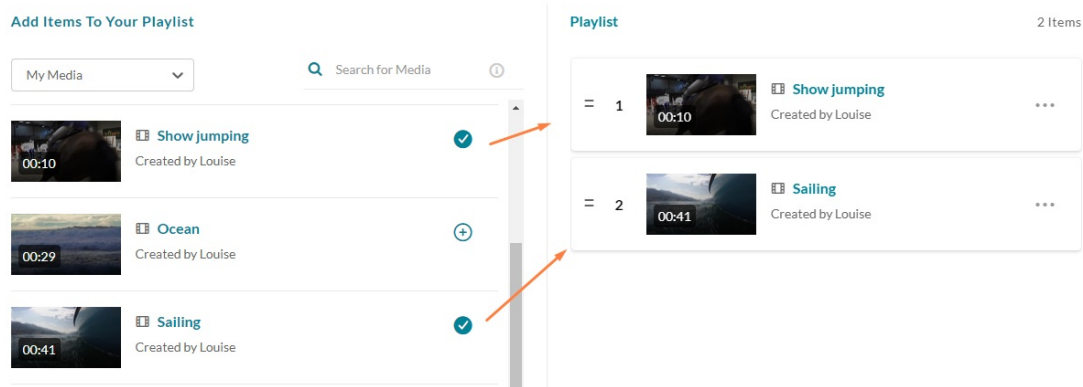 Add Items To Your Playlist
My Media
Search for Media
Show jumping
00:10
Created by Louise
Ocean
00:29
Created by Louise
Sailing
00:41
Created by Louise
Playlist
2 Items
1
00:10
Show jumping
Created by Louise
2
00:41
Sailing
Created by Louise